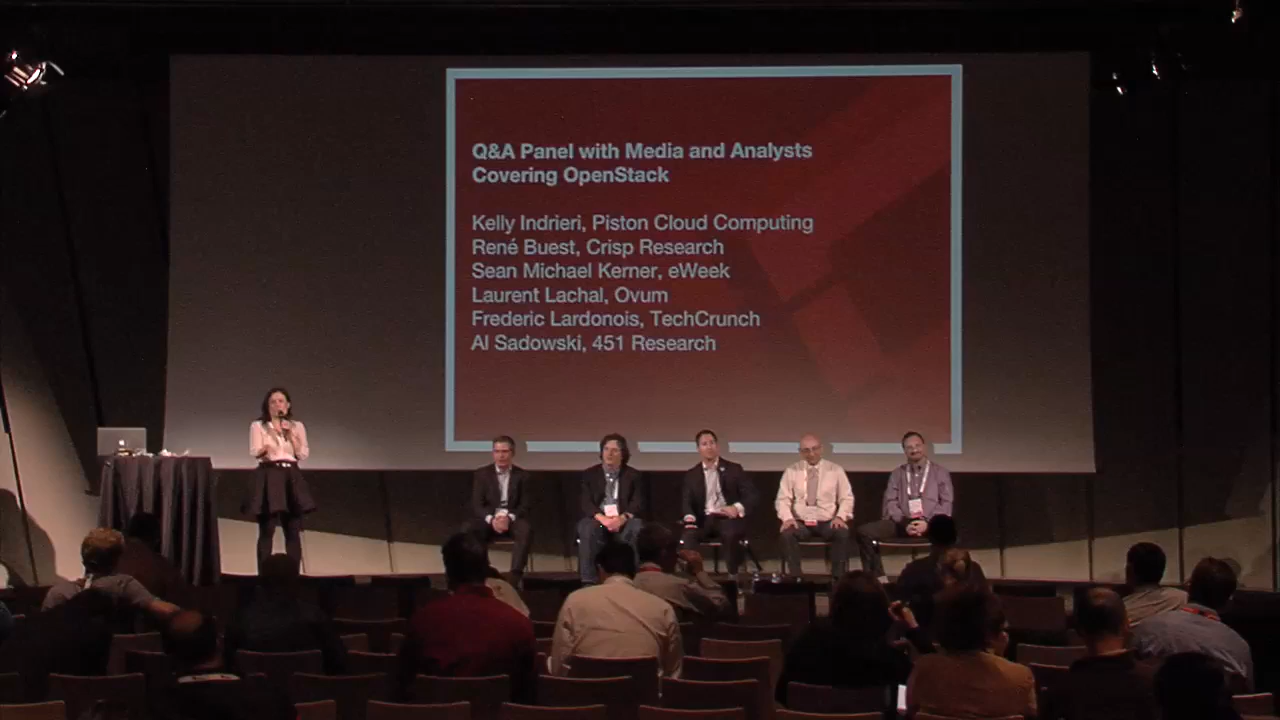 Q&A Panel with Media and Analysts
Covering OpenStack
Kelly Indrieri, Piston Cloud Computing
René Buest, Crisp Research
Sean Michael Kerner, eWeek
Laurent Lachal, Ovum
Frederic Lardonois, TechCrunch
Al Sadowski, 451 Research